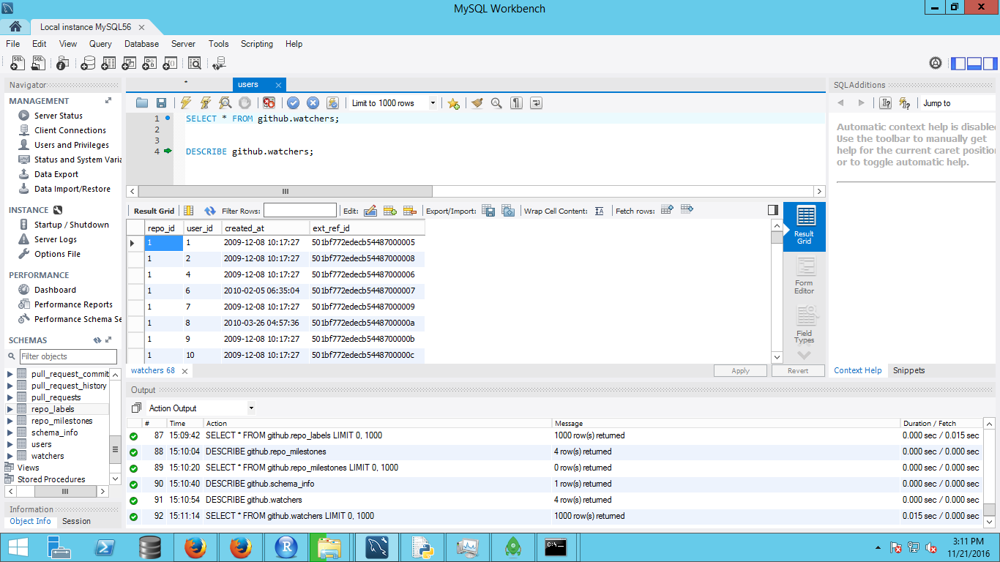 MySQL Workbench
Local instance MySQL56
File Edit View Query Database Server Tools Scripting Help
Navigator
MANAGEMENT
Server Status
Client Connections
Users and Privileges
Status and System Varia
Data Export
Data Import/Restore
INSTANCE
Startup / Shutdown
Server Logs
Options File
PERFORMANCE
Dashboard
Performance Reports
Performance Schema Se
SCHEMAS
Filter objects
pull_request_commit
pull_request_history
pull_requests
repo_labels
repo_milestones
schema_info
users
watchers
Views
Stored Procedures
Information
Object Info Session
users
Limit to 1000 rows
1 SELECT * FROM github.watchers;
2
3
4 DESCRIBE github.watchers;
Result Grid Filter Rows: Edit: Export/Import: Wrap Cell Content: Fetch rows:
repo_id user_id created_at ext_ref_id
1 1 2009-12-08 10:17:27 501bf772edecb54487000005
1 2 2009-12-08 10:17:27 501bf772edecb54487000008
1 4 2009-12-08 10:17:27 501bf772edecb54487000006
1 6 2010-02-05 06:35:04 501bf772edecb54487000007
1 7 2009-12-08 10:17:27 501bf772edecb54487000009
1 8 2010-03-26 04:57:36 501bf772edecb5448700000a
1 9 2009-12-08 10:17:27 501bf772edecb5448700000b
1 10 2009-12-08 10:17:27 501bf772edecb5448700000c
Result
Grid
Form
Editor
Field
Types
watchers 68 Apply Revert
SQLAdditions
Jump to
Automatic context help is disabled
Use the toolbar to manually get
help for the current caret position
or to toggle automatic help.
Context Help Snippets
Output
Action Output
# Time Action Message Duration / Fetch
87 15:09:42 SELECT * FROM github.repo_labels LIMIT 0, 1000 1000 row(s) returned 0.000 sec / 0.015 sec
88 15:10:04 DESCRIBE github.repo_milestones 4 row(s) returned 0.000 sec / 0.000 sec
89 15:10:20 SELECT * FROM github.repo_milestones LIMIT 0, 1000 0 row(s) returned 0.000 sec / 0.000 sec
90 15:10:40 DESCRIBE github.schema_info 1 row(s) returned 0.000 sec / 0.000 sec
91 15:10:54 DESCRIBE github.watchers 4 row(s) returned 0.000 sec / 0.000 sec
92 15:11:14 SELECT * FROM github.watchers LIMIT 0, 1000 1000 row(s) returned 0.015 sec / 0.000 sec
3:11 PM
11/21/2016